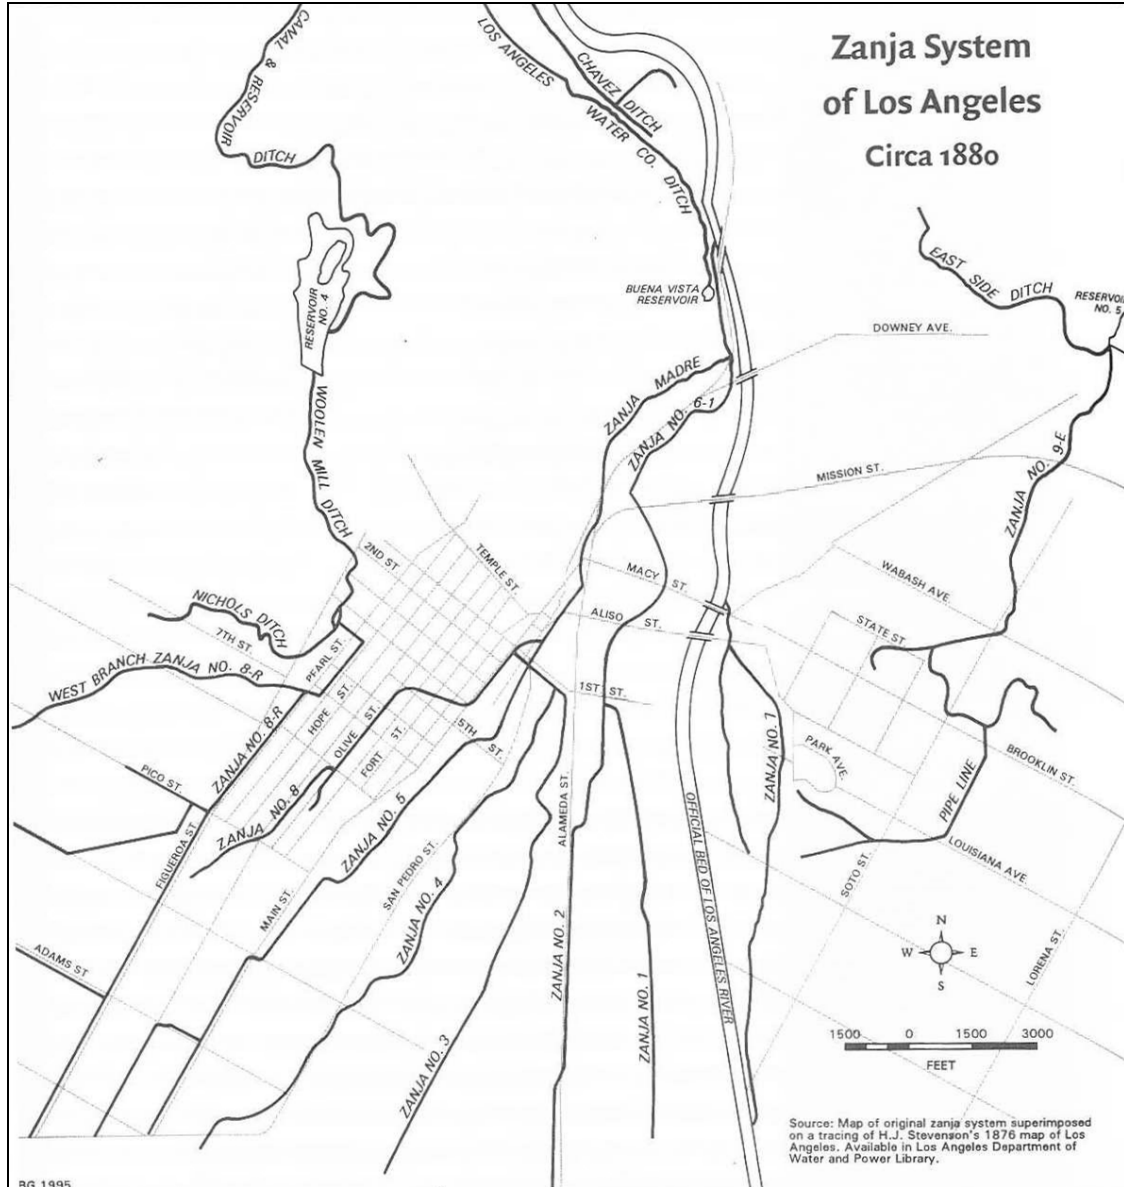 Zanja System
of Los Angeles
Circa 1880
CANAL & RESERVOIR DITCH
LOS ANGELES WATER CO. DITCH
CHAVEZ DITCH
EAST SIDE DITCH
RESERVOIR
NO. 5
RESERVOIR
NO. 4
BUENA VISTA
RESERVOIR
DOWNEY AVE.
ZANJA MADRE
ZANJA NO. 6-1
WOOLEN MILL DITCH
MISSION ST.
ZANJA NO. 9-E
2ND ST.
TEMPLE ST.
MACY ST.
WABASH AVE.
NICHOLS DITCH
7TH ST.
ALISO ST.
STATE ST.
WEST BRANCH ZANJA NO. 8-R
PEARL ST.
1ST ST.
HOPE ST.
OLIVE ST.
FORT ST.
5TH ST.
ZANJA NO. 8-R
PICO ST.
ZANJA NO. 8
ZANJA NO. 5
ZANJA NO. 7
PARK AVE.
BROOKLIN ST.
PIPE LINE
LOUISIANA AVE.
FIGUEROA ST.
MAIN ST.
SAN PEDRO ST.
ALAMEDA ST.
SOTO ST.
OFFICIAL BED OF LOS ANGELES RIVER
ZANJA NO. 4
ADAMS ST
ZANJA NO. 2
ZANJA NO. 1
ZANJA NO. 3
LORENA ST.
N
W E
S
1500 0 1500 3000
FEET
Source: Map of original zanja system superimposed
on a tracing of H.J. Stevenson's 1876 map of Los
Angeles. Available in Los Angeles Department of
Water and Power Library.
BG 1995